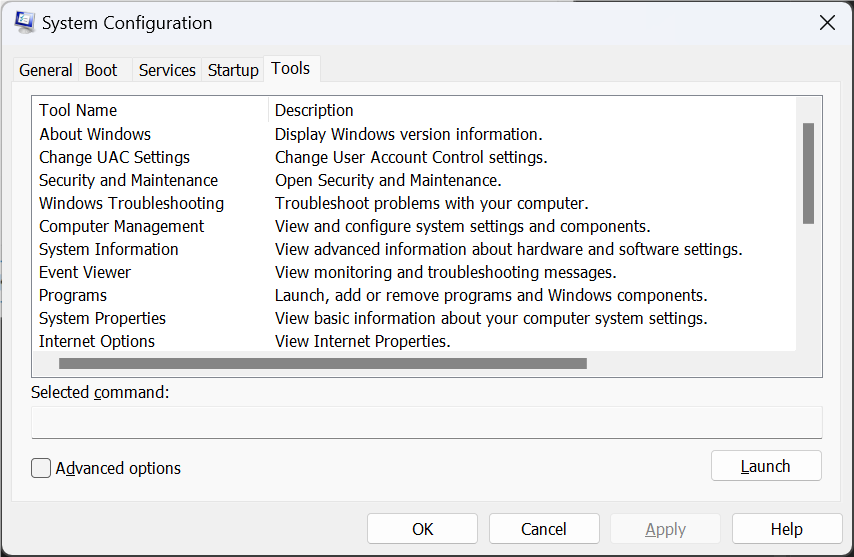 System Configuration
General Boot Services Startup Tools
Tool Name Description
About Windows Display Windows version information.
Change UAC Settings Change User Account Control settings.
Security and Maintenance Open Security and Maintenance.
Windows Troubleshooting Troubleshoot problems with your computer.
Computer Management View and configure system settings and components.
System Information View advanced information about hardware and software settings.
Event Viewer View monitoring and troubleshooting messages.
Programs Launch, add or remove programs and Windows components.
System Properties View basic information about your computer system settings.
Internet Options View Internet Properties.
Selected command:
Advanced options Launch
OK Cancel Apply Help